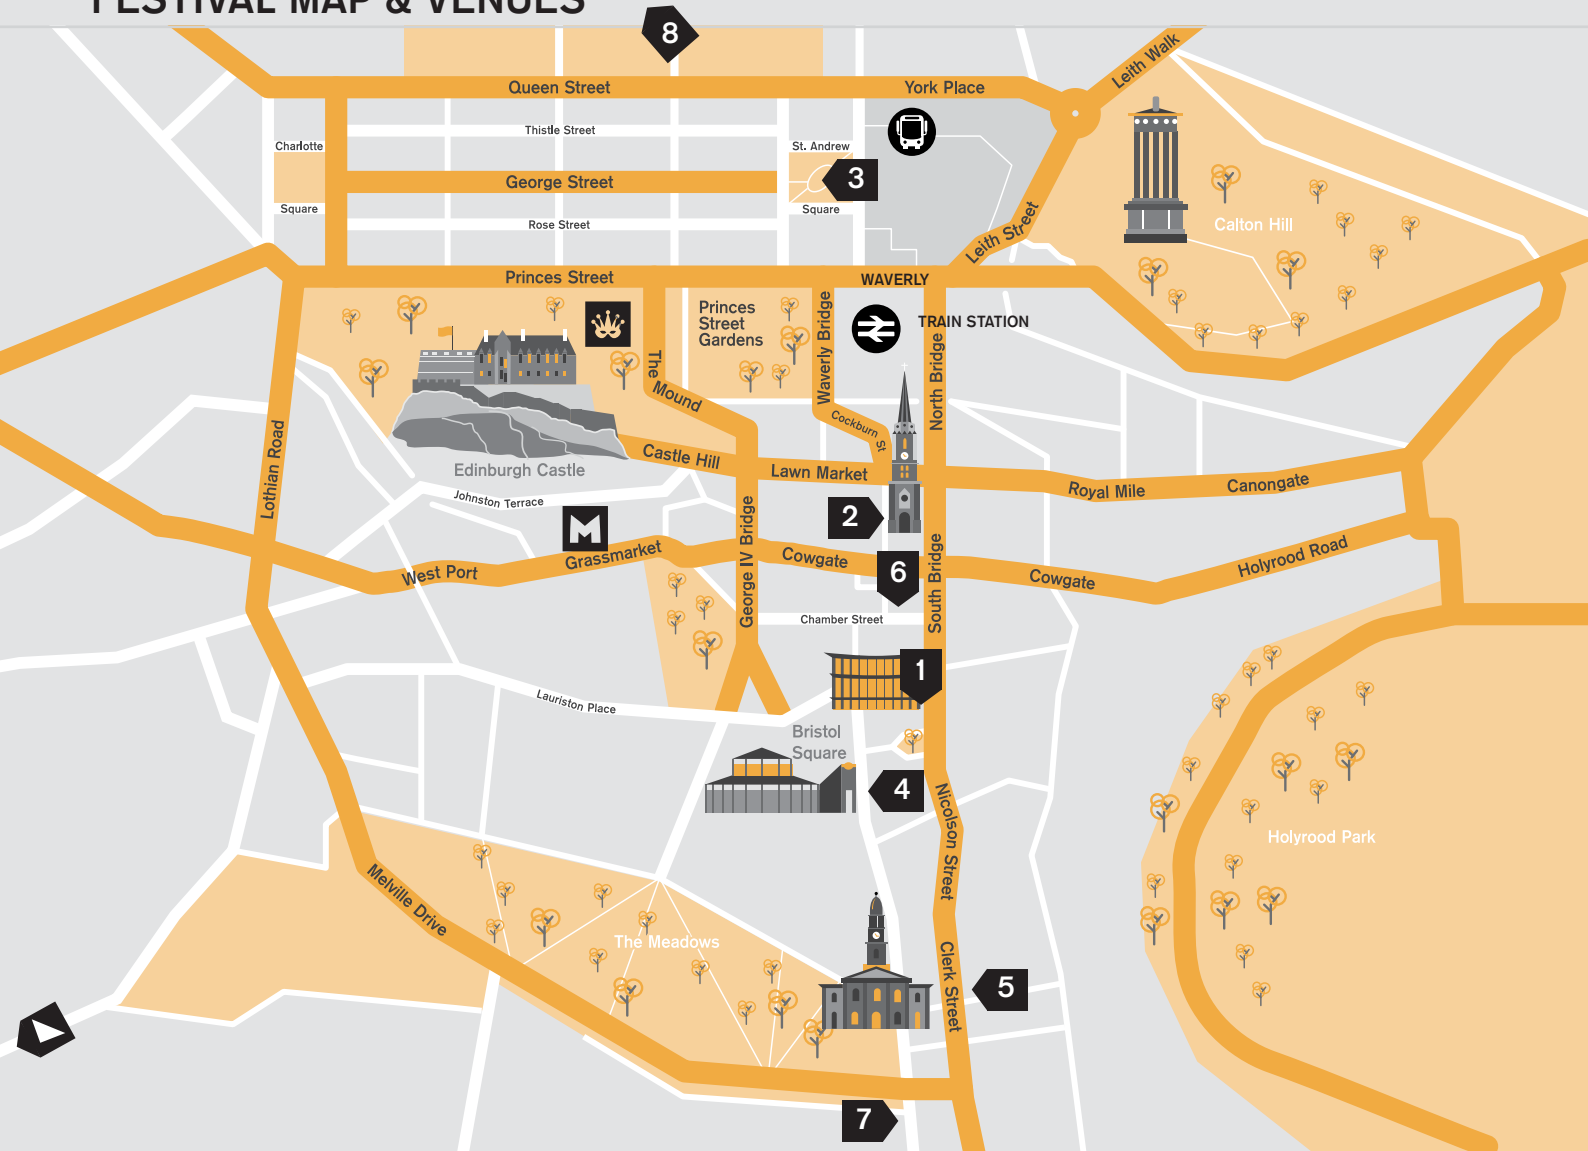 FESTIVAL MAP & VENUES
8
Leith Walk
Queen Street
York Place
Thistle Street
Charlotte
St. Andrew
George Street
3
Square
Square
Rose Street
Calton Hill
Leith Street
Princes Street
WAVERLY
Princes
Street
Gardens
TRAIN STATION
Waverly Bridge
North Bridge
The
Mound
Cockburn
St
Lothian Road
Castle Hill
Edinburgh Castle
Lawn Market
Royal Mile
Canongate
Johnston Terrace
2
M
George IV Bridge
South Bridge
Grassmarket
West Port
Cowgate
6
Cowgate
Holyrood Road
Chamber Street
1
Lauriston Place
Bristol
Square
4
Nicolson Street
Holyrood Park
Melville Drive
The Meadows
Clerk Street
5
7